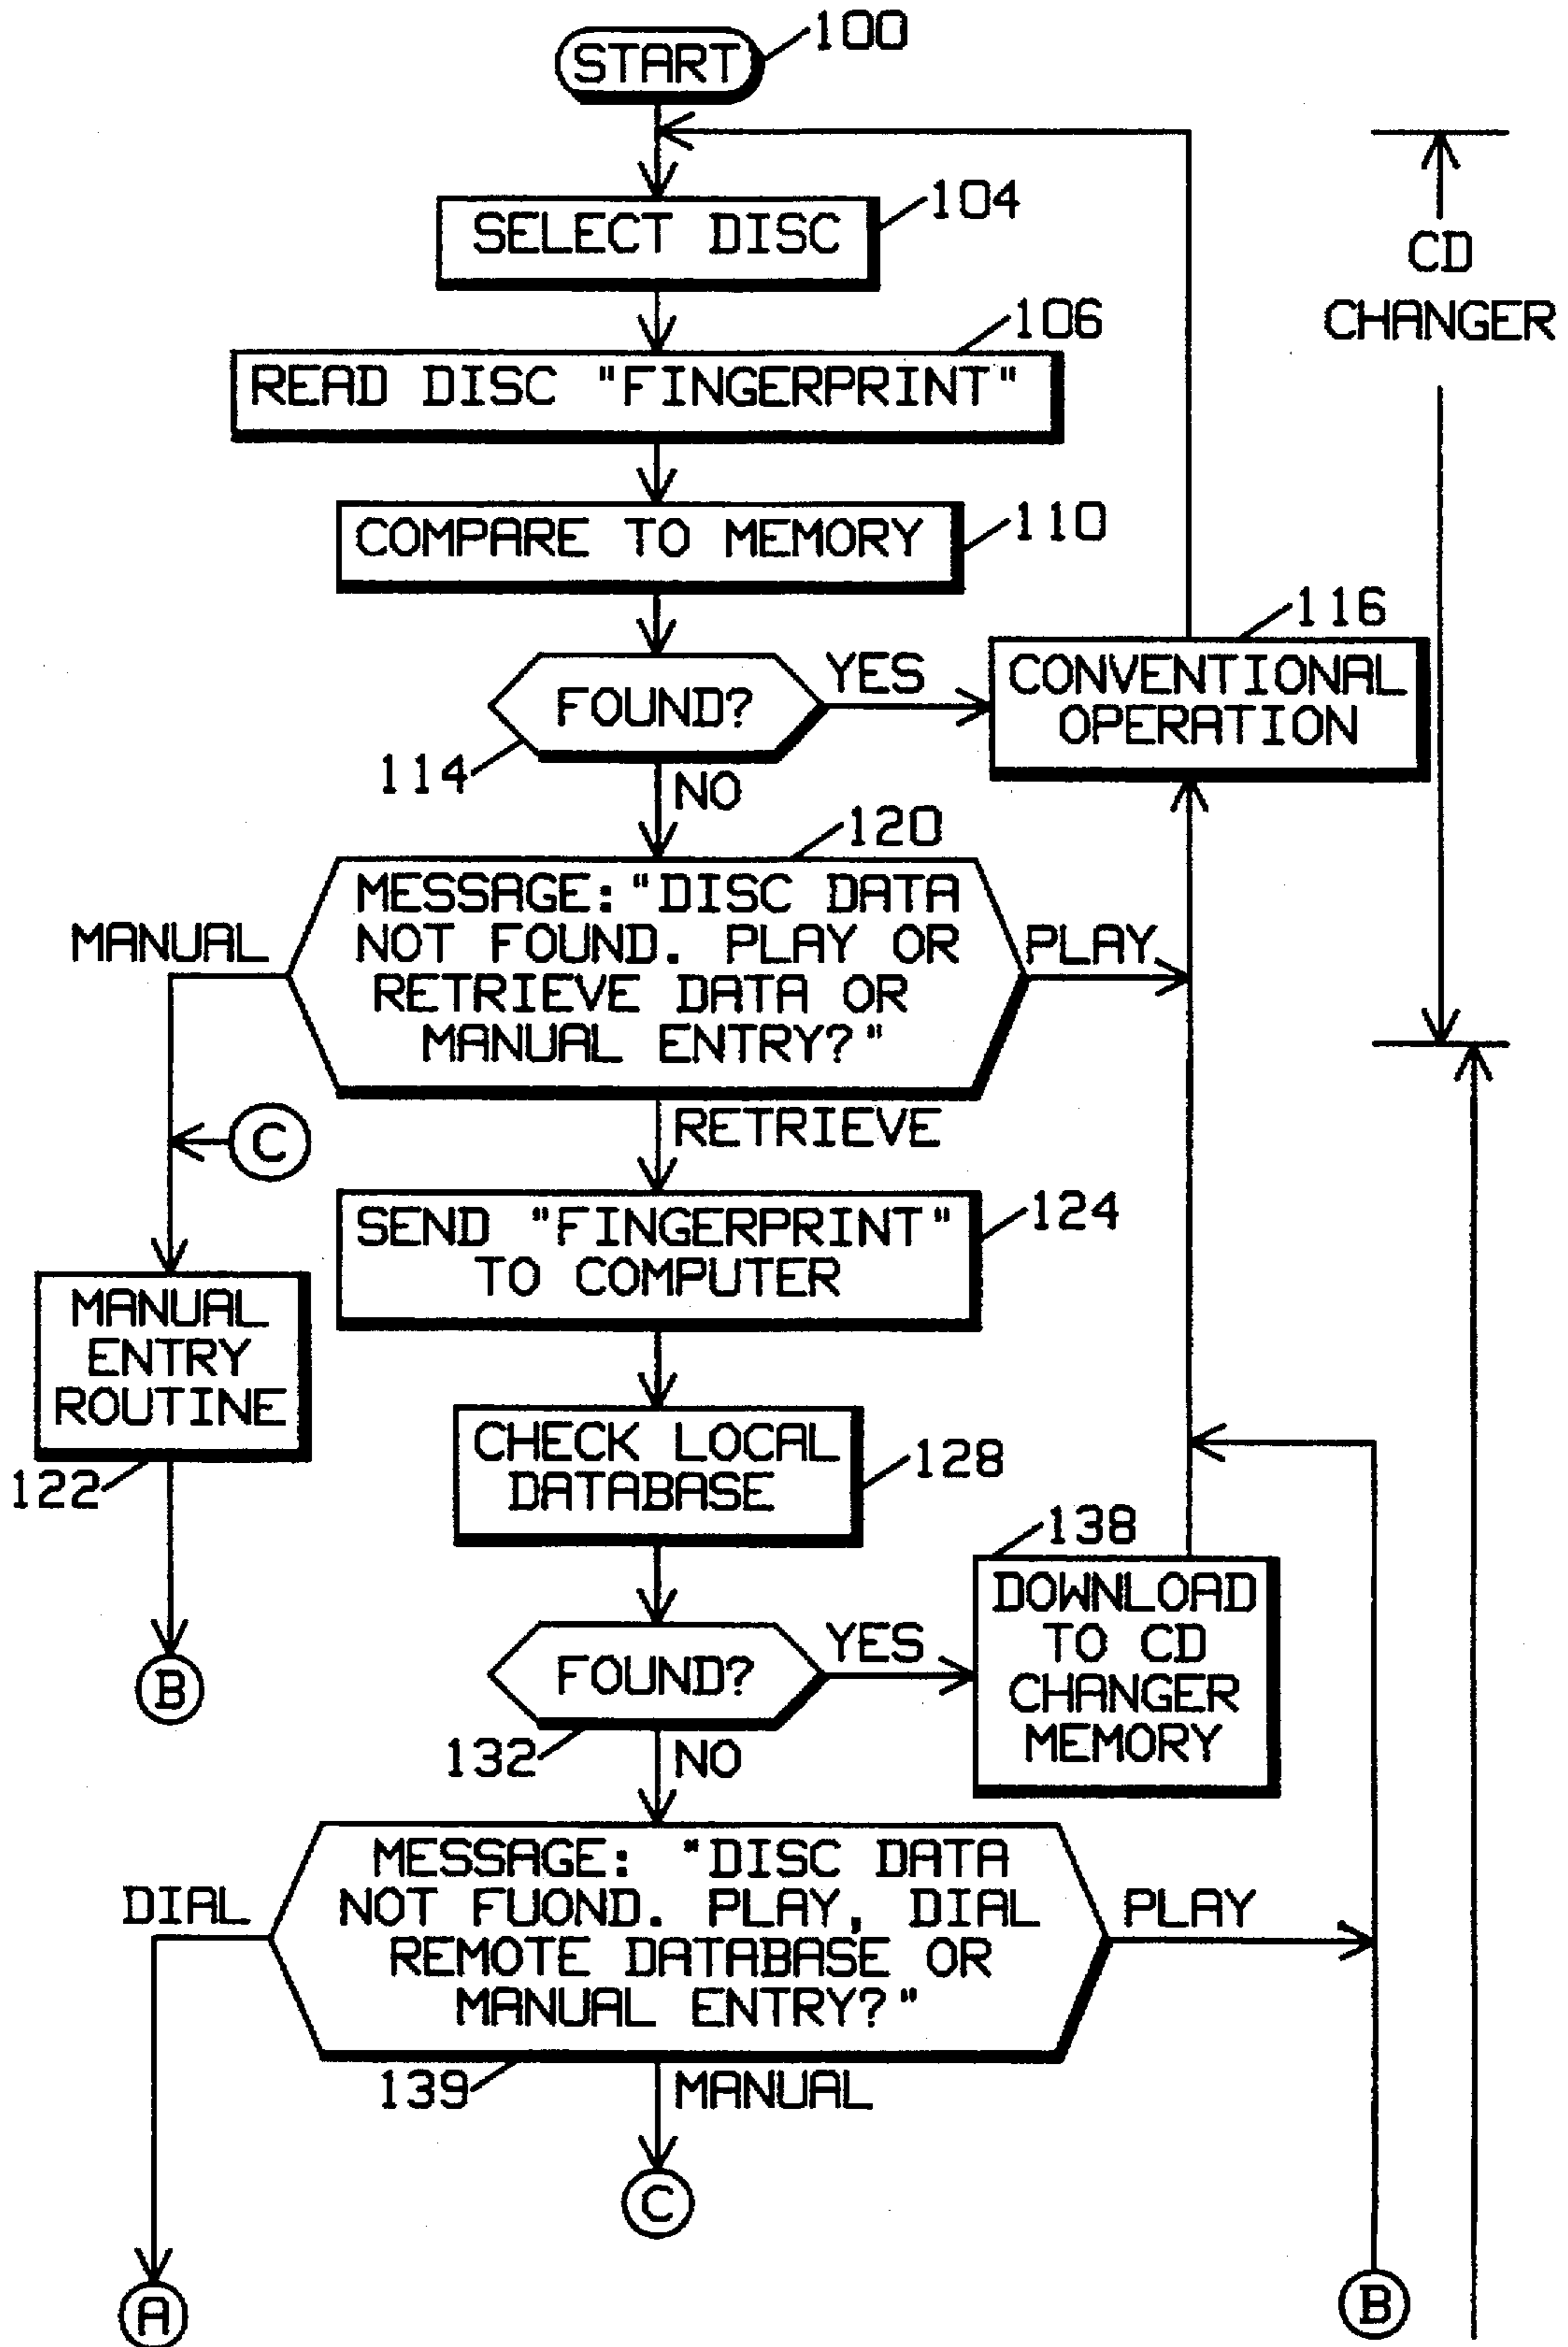 START
100
SELECT DISC
104
CD
CHANGER
READ DISC "FINGERPRINT"
106
COMPARE TO MEMORY
110
FOUND?
YES
114
NO
116
CONVENTIONAL
OPERATION
120
MESSAGE:"DISC DATA
NOT FOUND. PLAY OR
RETRIEVE DATA OR
MANUAL ENTRY?"
MANUAL
PLAY
RETRIEVE
C
SEND "FINGERPRINT"
TO COMPUTER
124
MANUAL
ENTRY
ROUTINE
122
CHECK LOCAL
DATABASE
128
B
FOUND?
YES
132
NO
138
DOWNLOAD
TO CD
CHANGER
MEMORY
MESSAGE: "DISC DATA
NOT FUOND. PLAY, DIAL
REMOTE DATABASE OR
MANUAL ENTRY?"
DIAL
PLAY
139
MANUAL
C
A
B